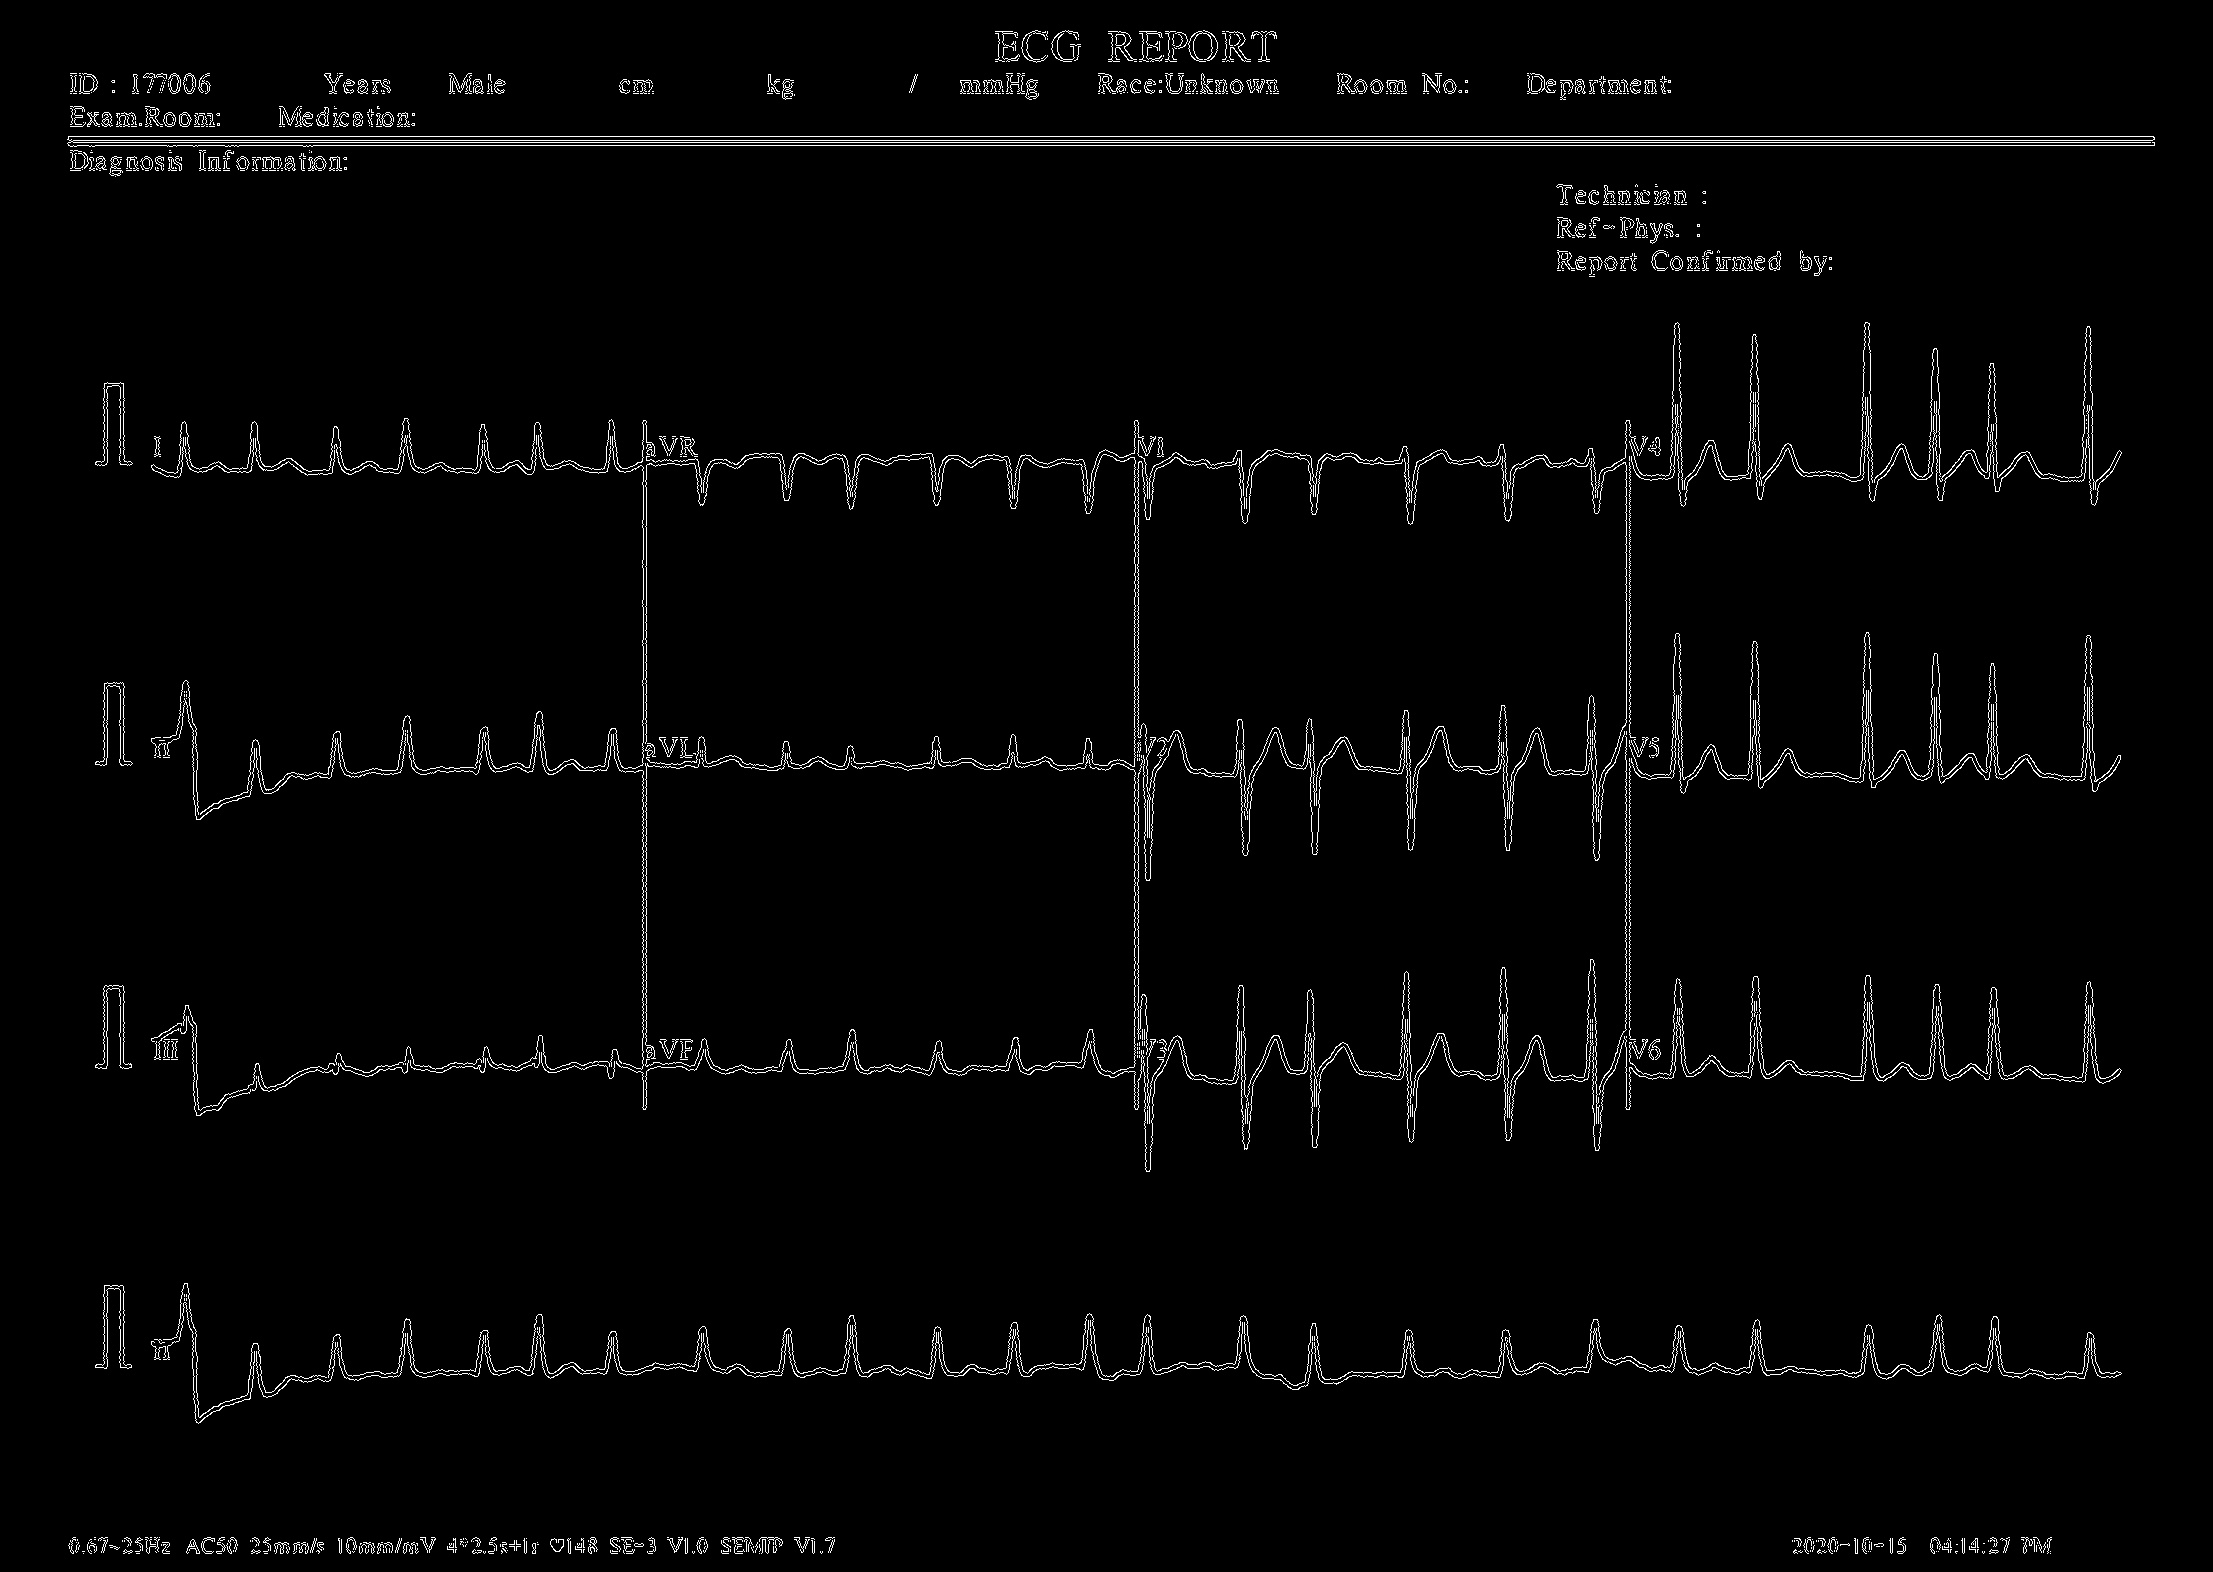 ECG REPORT
ID : 177006 Years Male cm kg / mmHg Race:Unknown Room No.: Department:
Exam.Room: Medication:
Diagnosis Information:
Technician :
Ref-Phys. :
Report Confirmed by:
I aVR V1 V4
II aVL V2 V5
III aVF V3 V6
II
0.67~25Hz AC50 25mm/s 10mm/mV 4*2.5s+1r ♡148 SE-3 V1.0 SEMIP V1.7 2020-10-15 04:14:27 PM